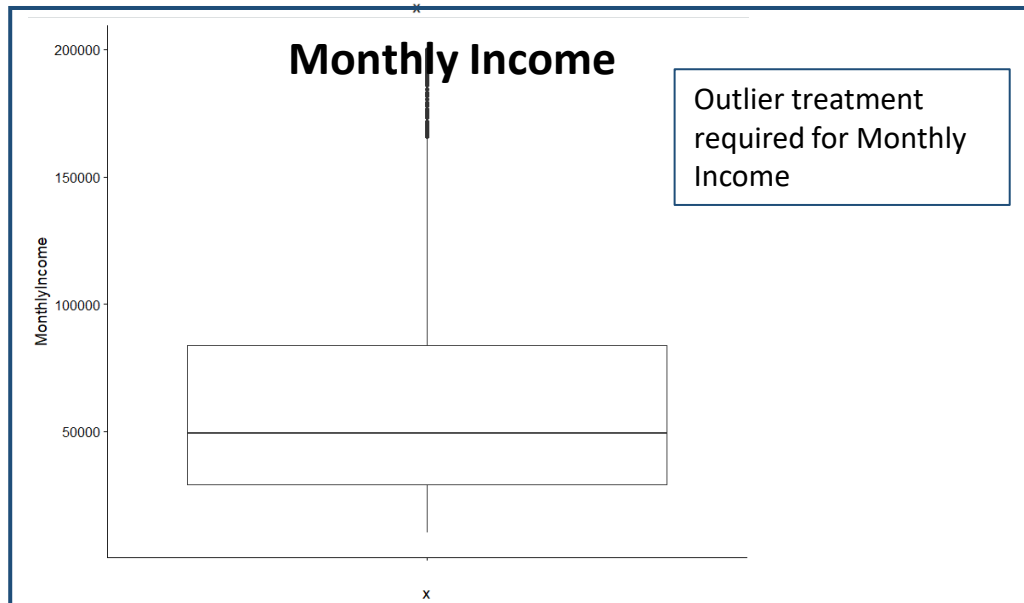 x
Monthly Income
200000
150000
100000
50000
MonthlyIncome
x
Outlier treatment
required for Monthly
Income